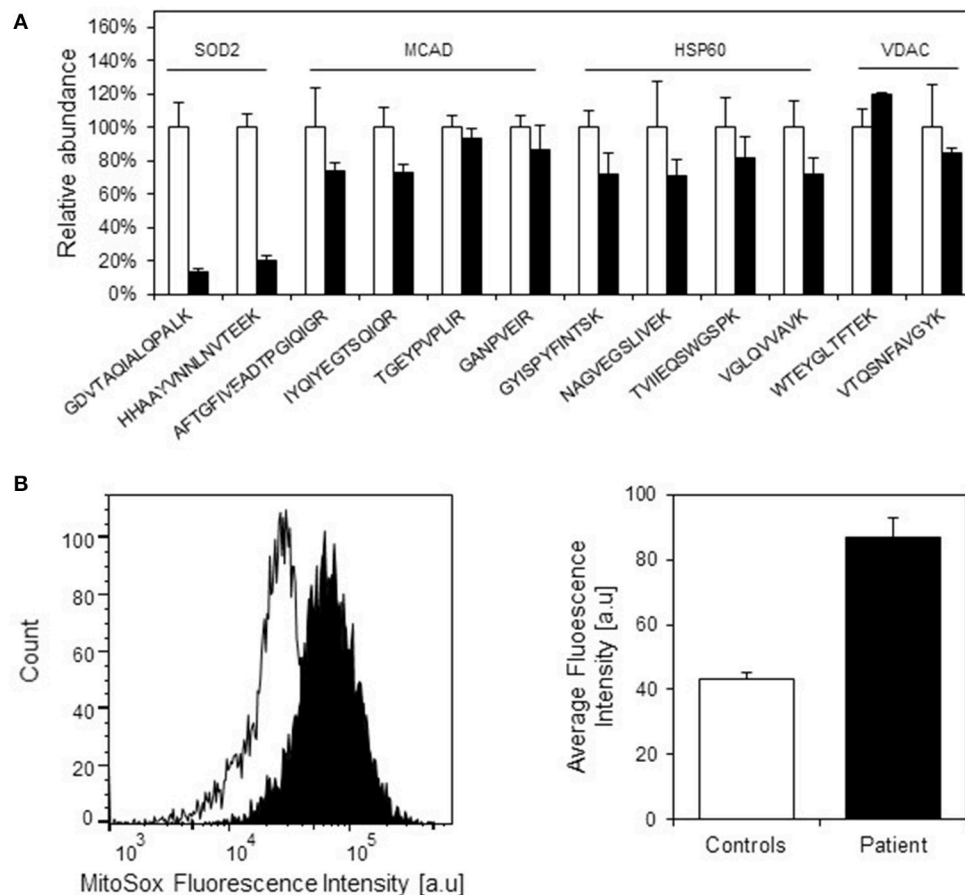 A
160%
140%
120%
100%
80%
60%
40%
20%
0%
Relative abundance
SOD2
MCAD
HSP60
VDAC
GDVTAQIALQPALK
HHAAYVNNLNVTEEK
AFTGFIVEADTPGIQIGR
IYQIYEGTSQIQR
TGEYPVPLIR
GANPVEIR
GYISPYFINTSK
NAGVEGSLIVEK
TVIIEQSWGSPK
VGLQVVAVK
WTEYGLTFTEK
VTQSNFAVGYK
B
100
80
60
40
20
0
Count
10³
10⁴
10⁵
MitoSox Fluorescence Intensity [a.u]
100
80
60
40
20
0
Average Fluoescence
Intensity [a.u]
Controls
Patient